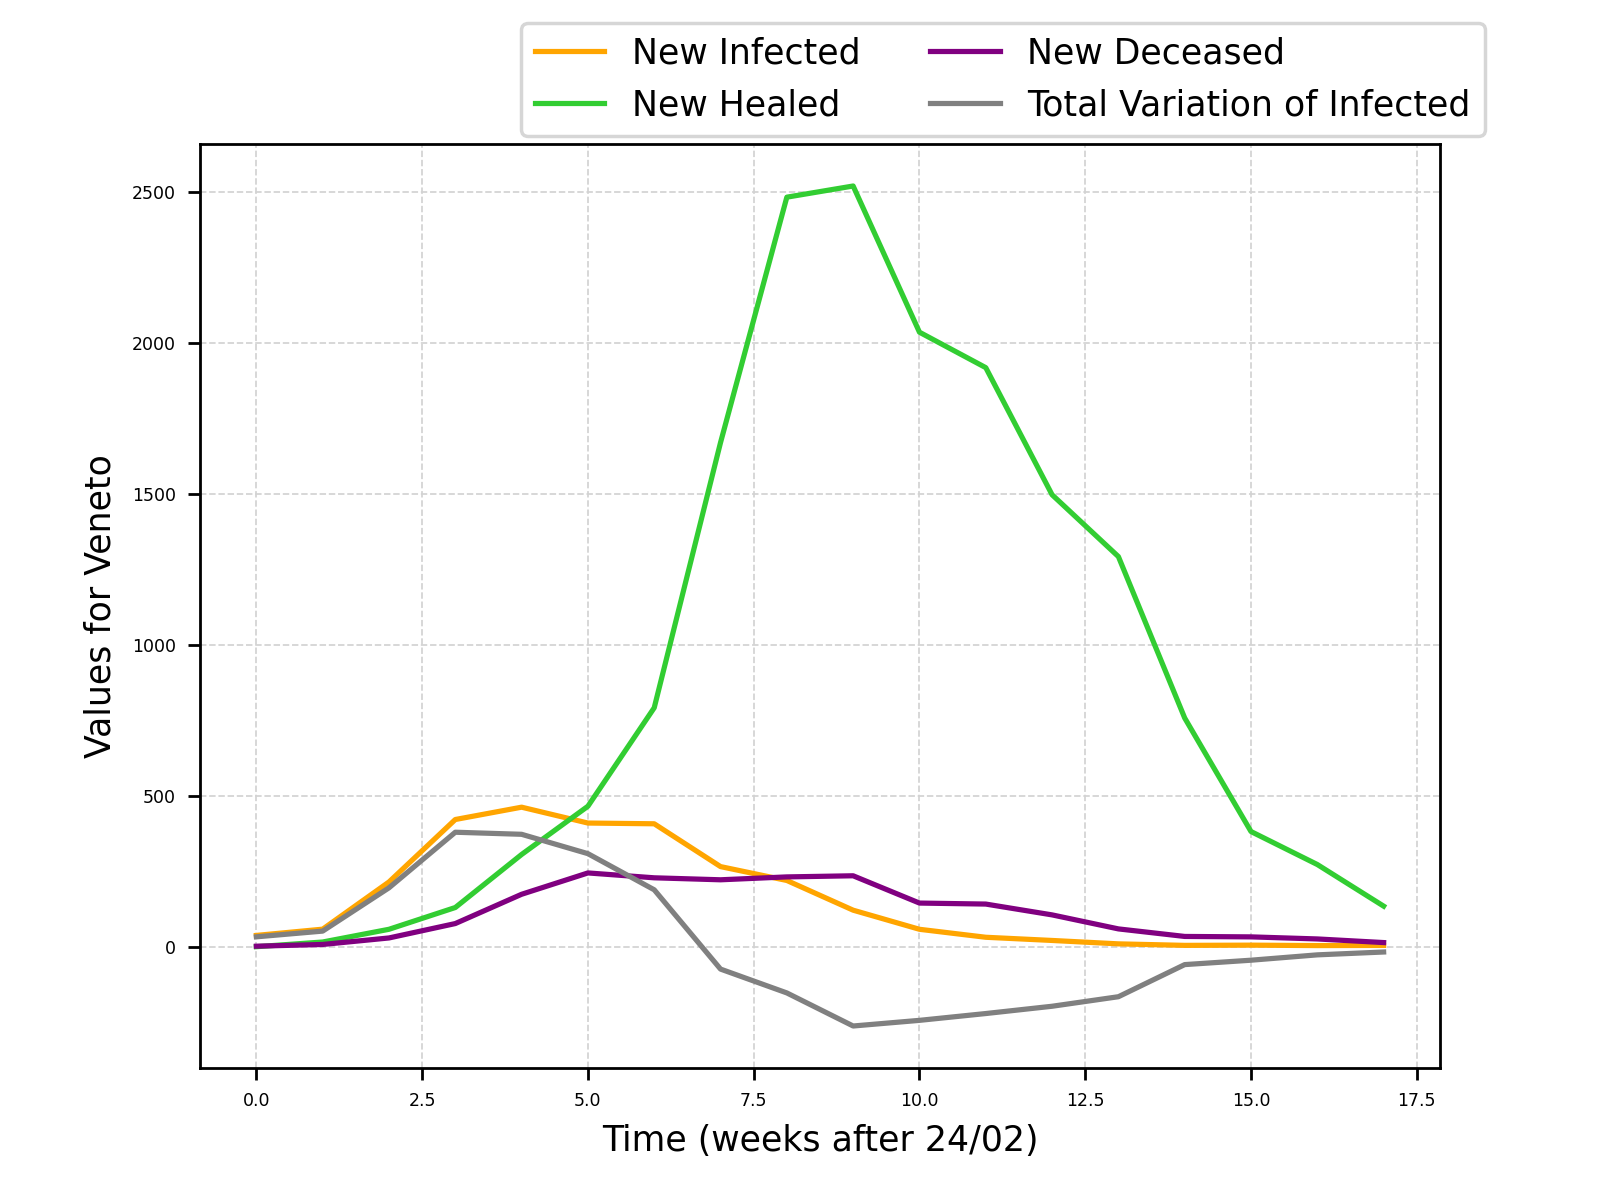 New Infected
New Healed
New Deceased
Total Variation of Infected
Values for Veneto
2500
2000
1500
1000
500
0
0.0 2.5 5.0 7.5 10.0 12.5 15.0 17.5
Time (weeks after 24/02)